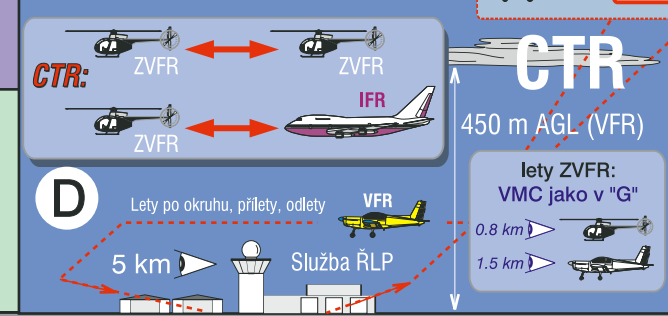 CTR:
ZVFR
ZVFR
ZVFR
IFR
CTR
450 m AGL (VFR)
D
Lety po okruhu, přílety, odlety
VFR
5 km
Služba ŘLP
lety ZVFR:
VMC jako v "G"
0.8 km
1.5 km